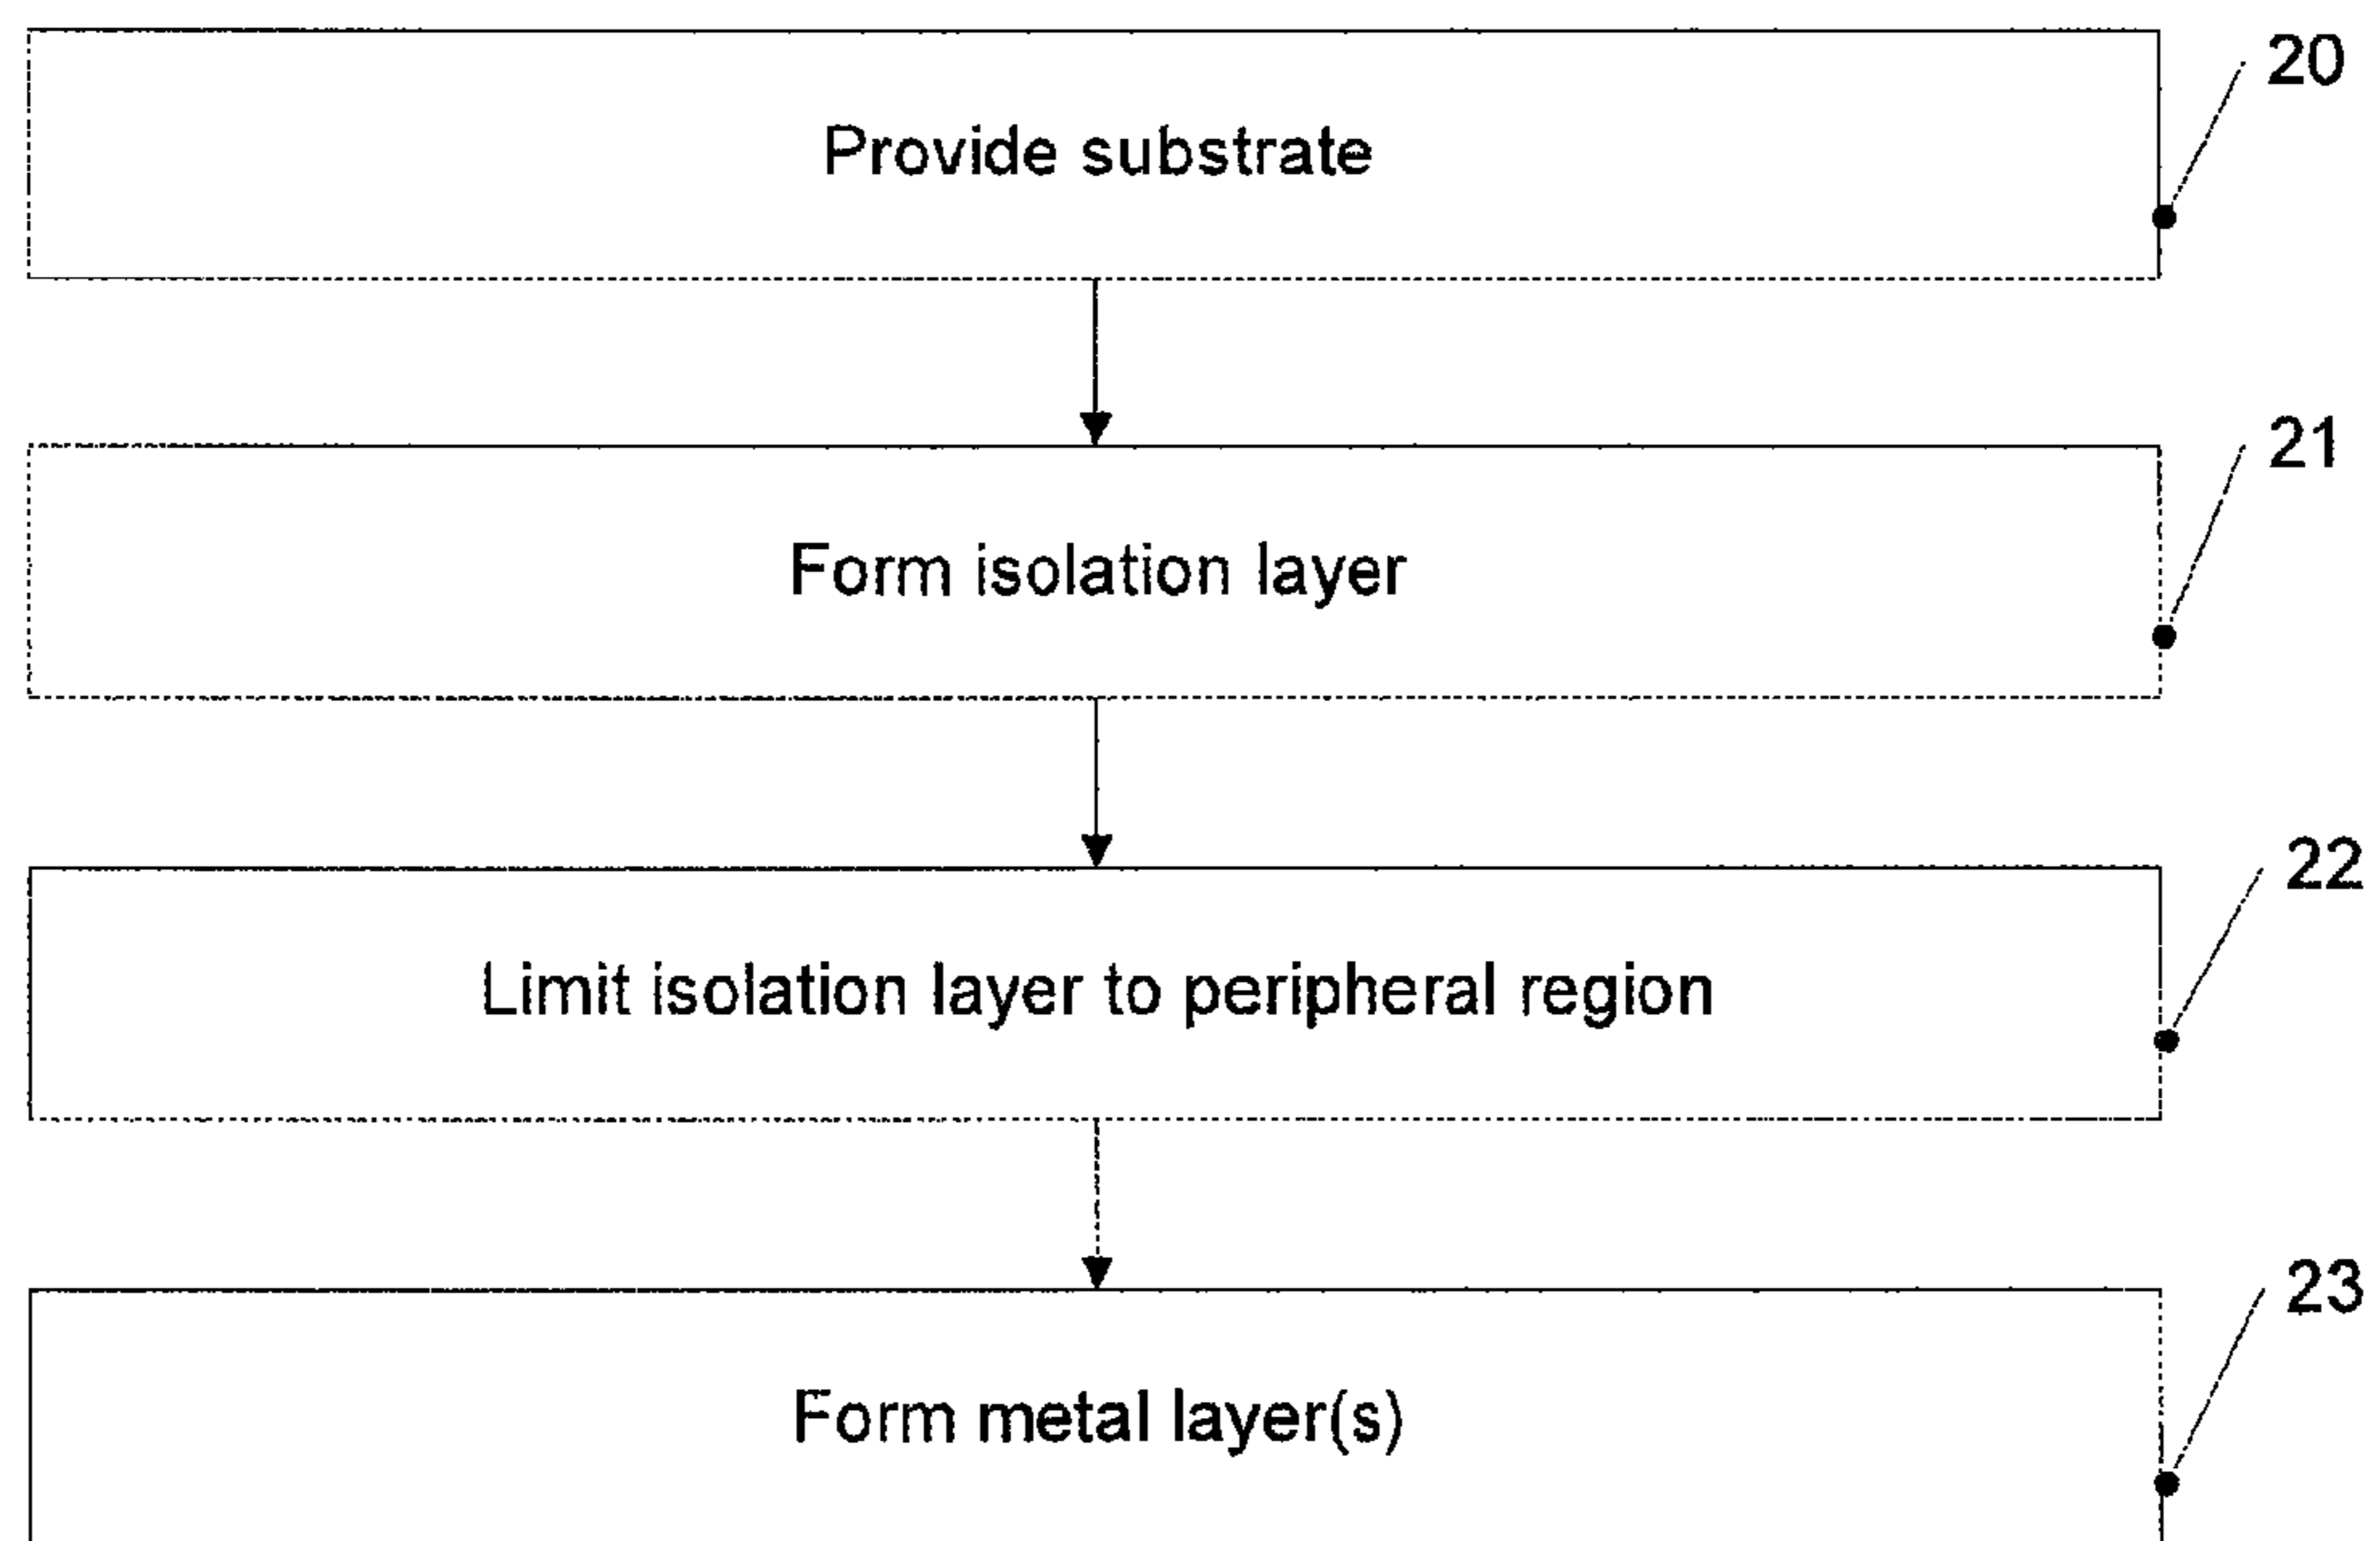 Provide substrate
20
Form isolation layer
21
Limit isolation layer to peripheral region
22
Form metal layer(s)
23